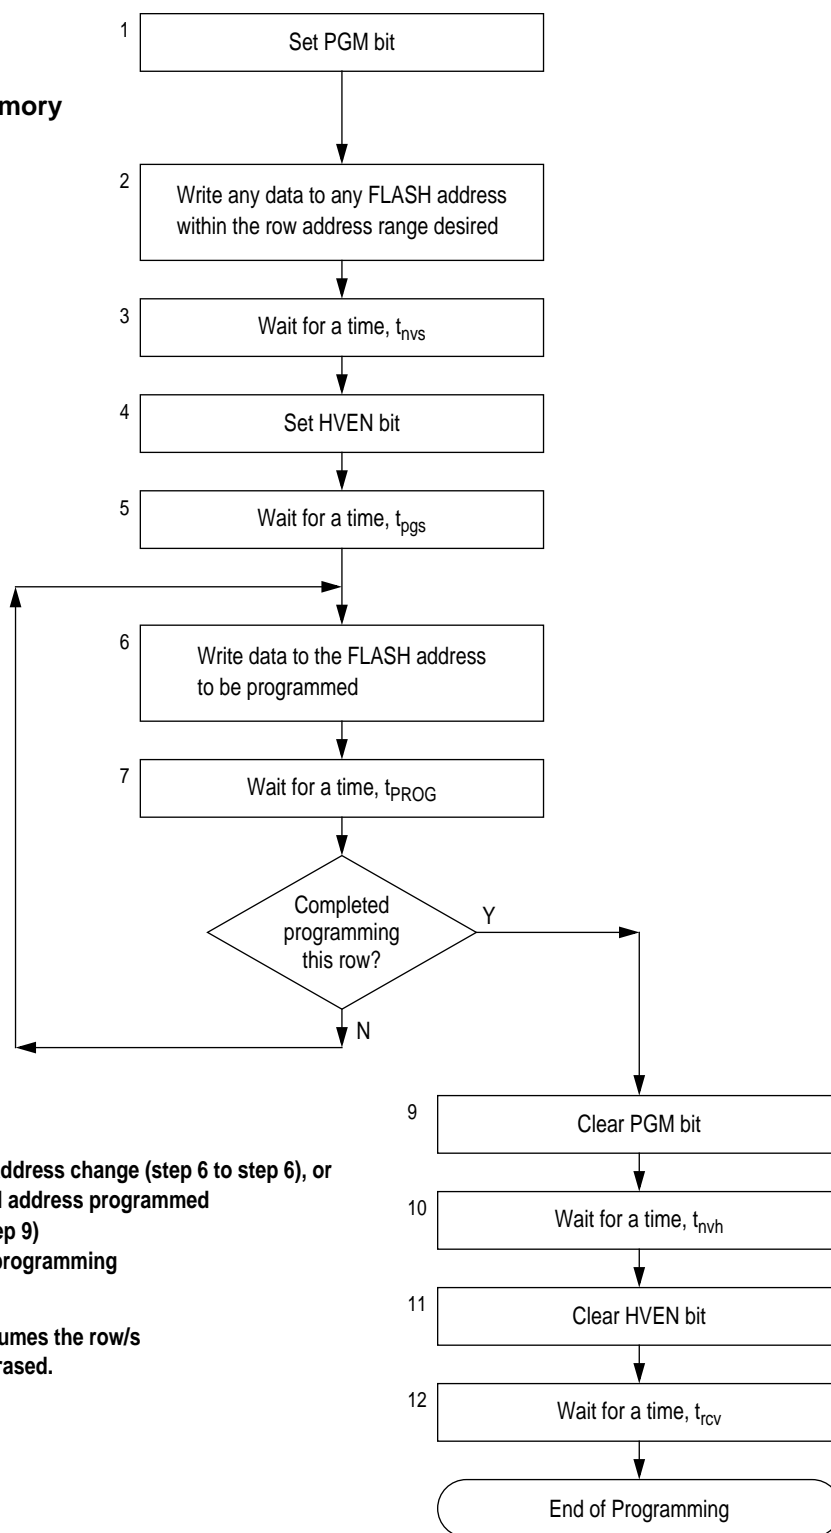 1
Set PGM bit
mory
2
Write any data to any FLASH address
within the row address range desired
3
Wait for a time, tnvs
4
Set HVEN bit
5
Wait for a time, tpgs
6
Write data to the FLASH address
to be programmed
7
Wait for a time, tPROG
Completed
programming
this row?
Y
N
9
Clear PGM bit
ddress change (step 6 to step 6), or
address programmed
ep 9)
programming
10
Wait for a time, tnvh
11
Clear HVEN bit
umes the row/s
rased.
12
Wait for a time, trcv
End of Programming